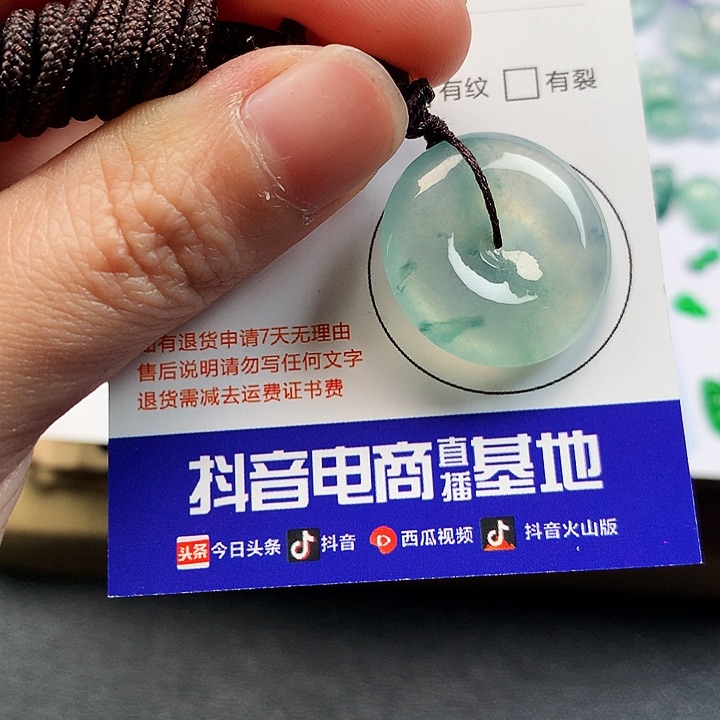 有纹 □ 有裂
有退货申请7天无理由
售后说明请勿写任何文字
退货需减去运费证书费
抖音电商直播基地
头条 今日头条 抖音 西瓜视频 抖音火山版